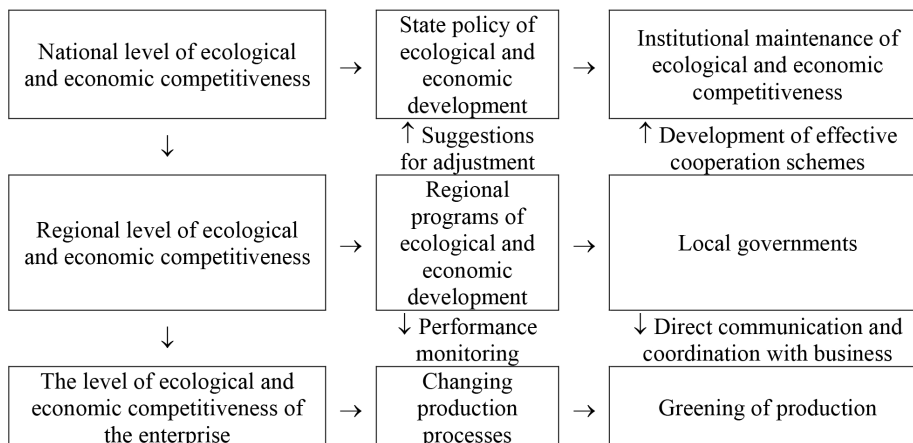 National level of ecological
and economic competitiveness
→
State policy of
ecological and
economic
development
→
Institutional maintenance of
ecological and economic
competitiveness
↓
↑ Suggestions
for adjustment
↑ Development of effective
cooperation schemes
Regional level of ecological
and economic competitiveness
→
Regional
programs of
ecological and
economic
development
→
Local governments
↓
↓ Performance
monitoring
↓ Direct communication and
coordination with business
The level of ecological and
economic competitiveness of
the enterprise
→
Changing
production
processes
→
Greening of production